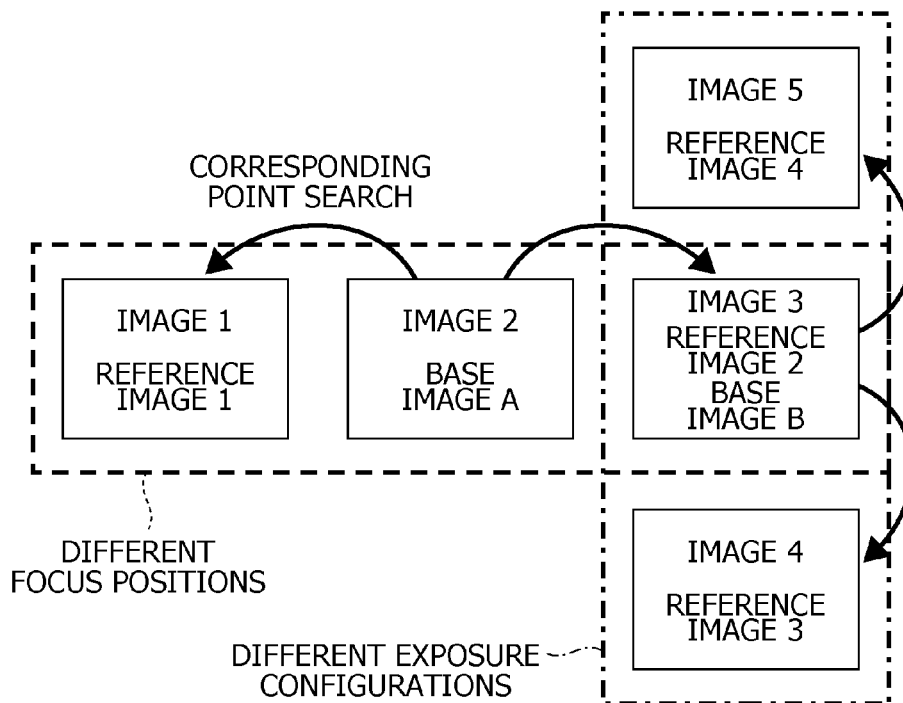 IMAGE 5
REFERENCE
IMAGE 4
CORRESPONDING
POINT SEARCH
IMAGE 1
REFERENCE
IMAGE 1
IMAGE 2
BASE
IMAGE A
IMAGE 3
REFERENCE
IMAGE 2
BASE
IMAGE B
DIFFERENT
FOCUS POSITIONS
IMAGE 4
REFERENCE
IMAGE 3
DIFFERENT EXPOSURE
CONFIGURATIONS